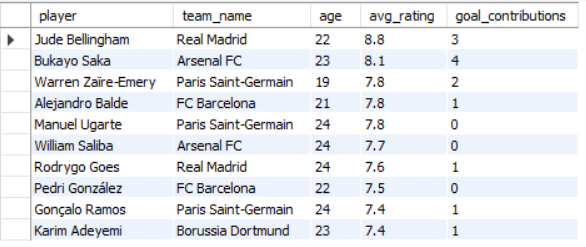 player team_name age avg_rating goal_contributions
Jude Bellingham Real Madrid 22 8.8 3
Bukayo Saka Arsenal FC 23 8.1 4
Warren Zaïre-Emery Paris Saint-Germain 19 7.8 2
Alejandro Balde FC Barcelona 21 7.8 1
Manuel Ugarte Paris Saint-Germain 24 7.8 0
William Saliba Arsenal FC 24 7.7 0
Rodrygo Goes Real Madrid 24 7.6 1
Pedri González FC Barcelona 22 7.5 0
Gonçalo Ramos Paris Saint-Germain 24 7.4 1
Karim Adeyemi Borussia Dortmund 23 7.4 1